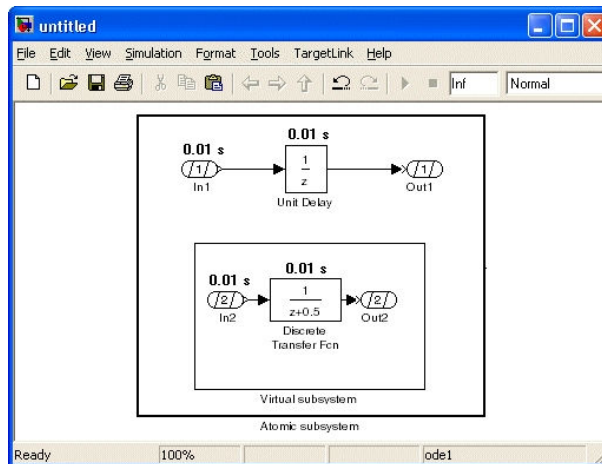 untitled
File Edit View Simulation Format Tools TargetLink Help
Inf Normal
0.01 s
0.01 s
1
1
z
1
In1
Unit Delay
Out1
0.01 s
0.01 s
2
1
z+0.5
2
In2
Discrete
Transfer Fcn
Out2
Virtual subsystem
Atomic subsystem
Ready 100% ode1